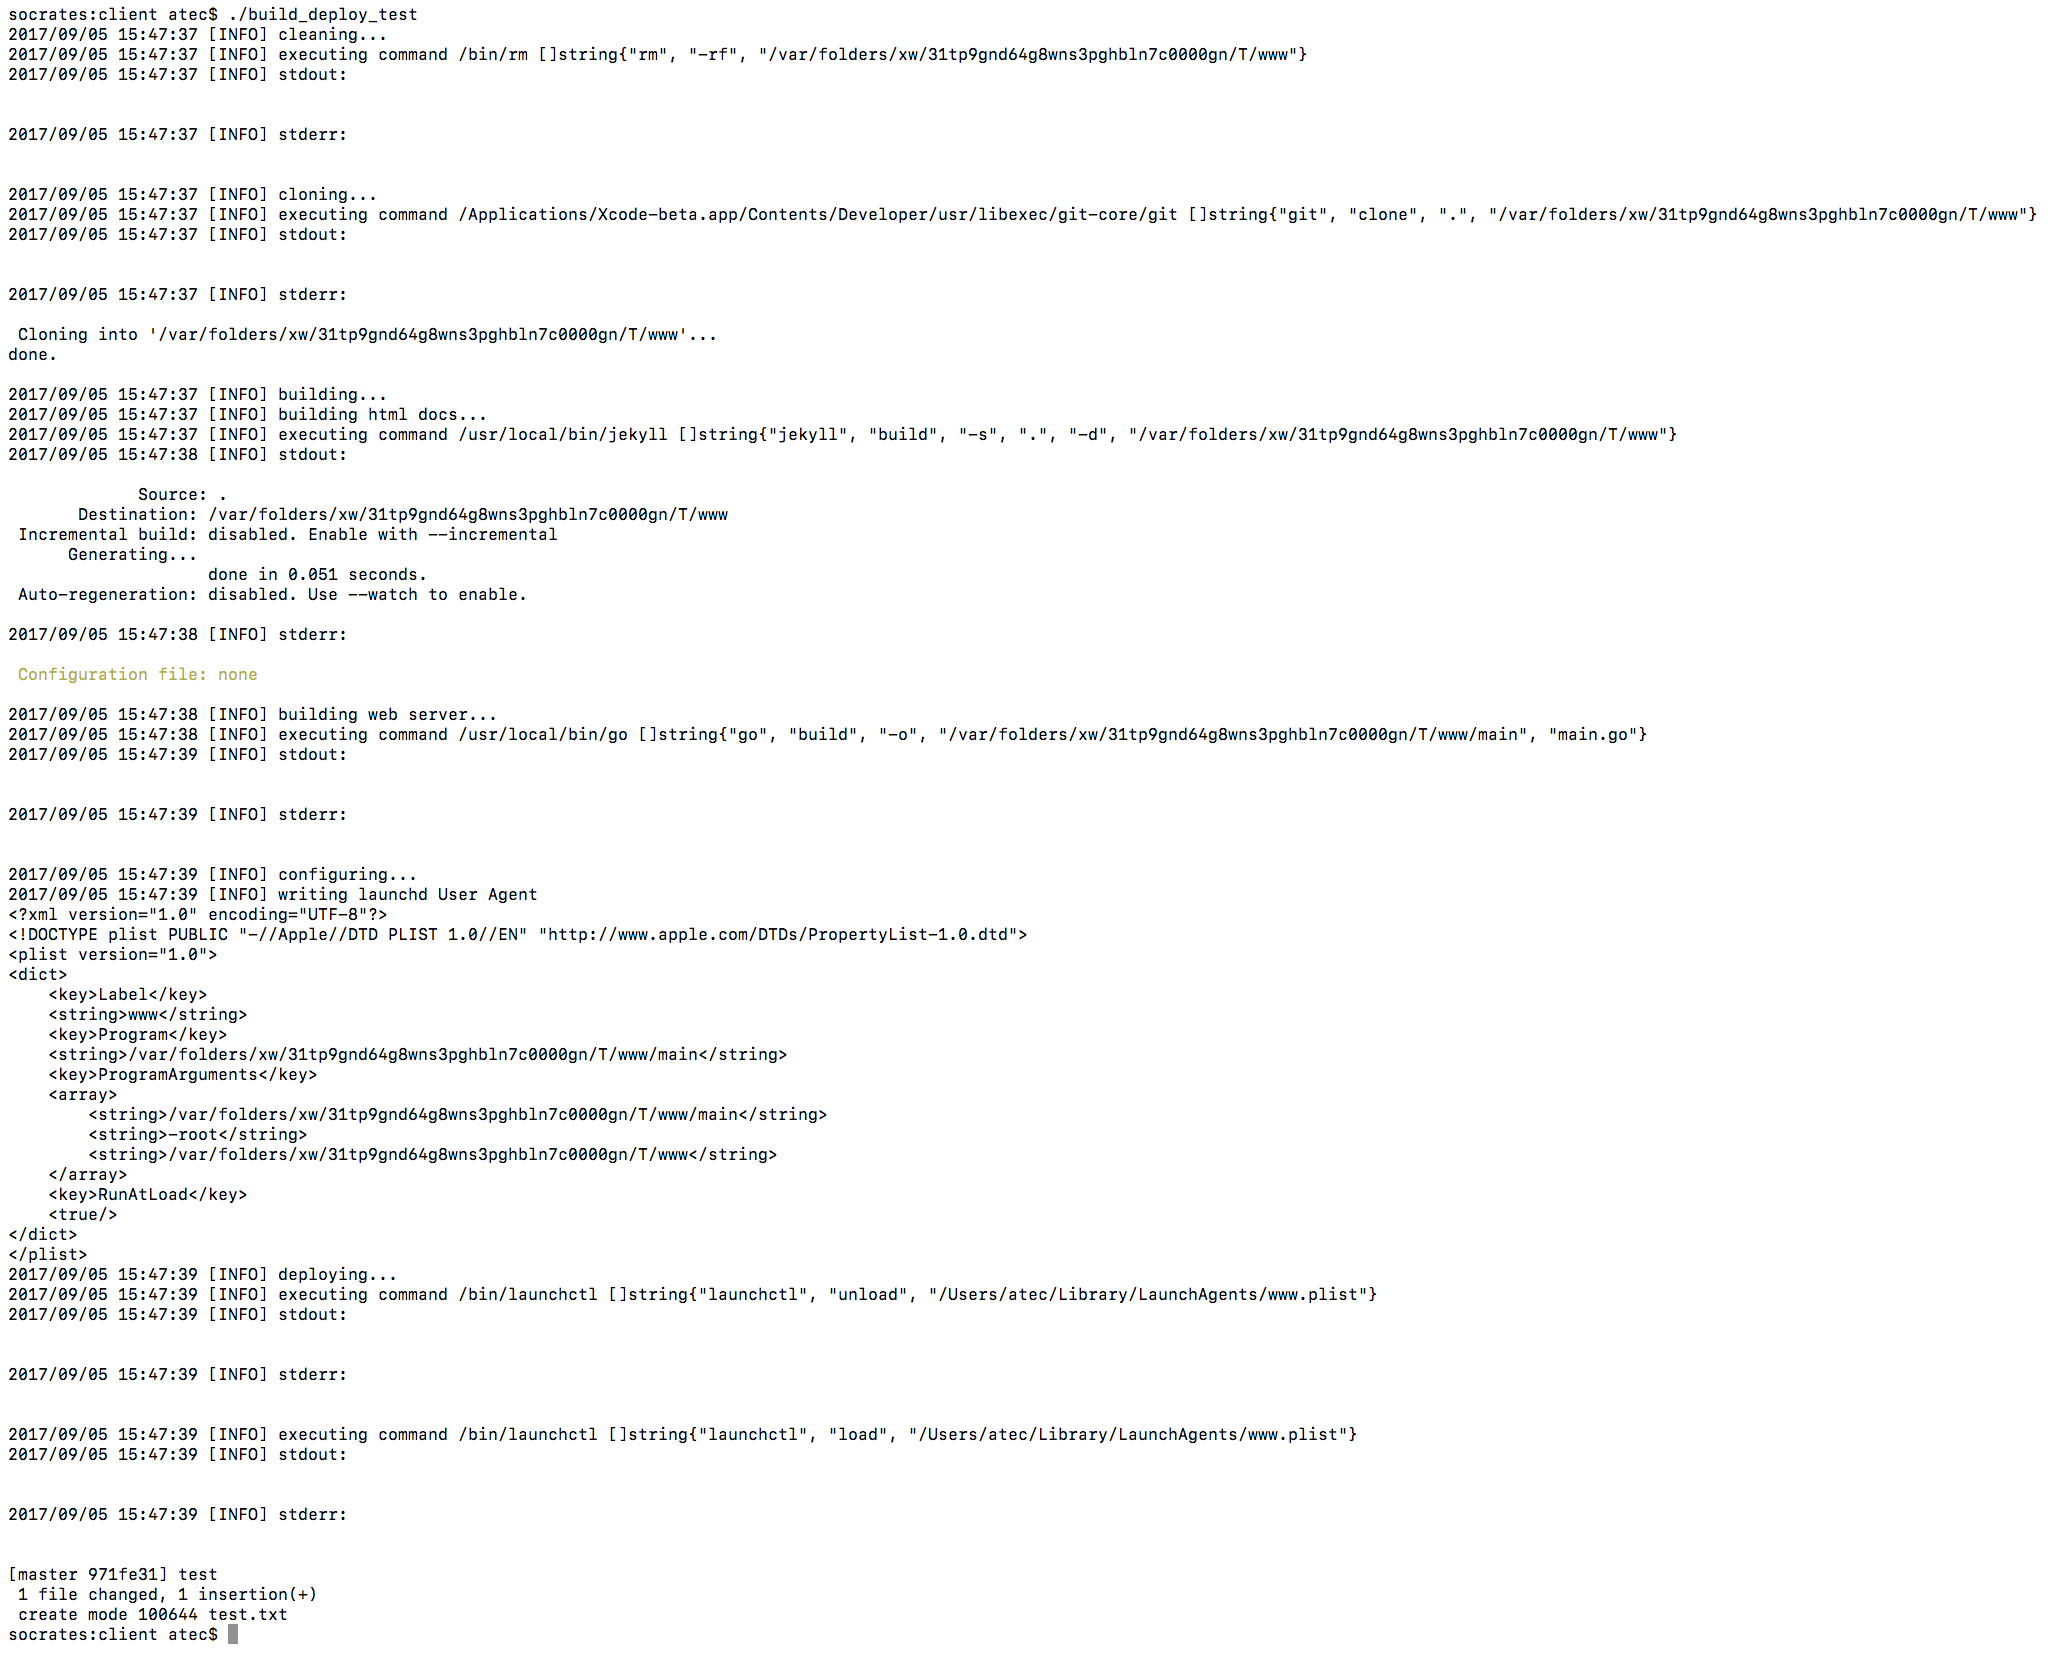 socrates:client atec$ ./build_deploy_test
2017/09/05 15:47:37 [INFO] cleaning...
2017/09/05 15:47:37 [INFO] executing command /bin/rm []string{"rm", "-rf", "/var/folders/xw/31tp9gnd64g8wns3pghbln7c0000gn/T/www"}
2017/09/05 15:47:37 [INFO] stdout:
2017/09/05 15:47:37 [INFO] stderr:
2017/09/05 15:47:37 [INFO] cloning...
2017/09/05 15:47:37 [INFO] executing command /Applications/Xcode-beta.app/Contents/Developer/usr/libexec/git-core/git []string{"git", "clone", ".", "/var/folders/xw/31tp9gnd64g8wns3pghbln7c0000gn/T/www"}
2017/09/05 15:47:37 [INFO] stdout:
2017/09/05 15:47:37 [INFO] stderr:
 Cloning into '/var/folders/xw/31tp9gnd64g8wns3pghbln7c0000gn/T/www'...
done.
2017/09/05 15:47:37 [INFO] building...
2017/09/05 15:47:37 [INFO] building html docs...
2017/09/05 15:47:37 [INFO] executing command /usr/local/bin/jekyll []string{"jekyll", "build", "-s", ".", "-d", "/var/folders/xw/31tp9gnd64g8wns3pghbln7c0000gn/T/www"}
2017/09/05 15:47:38 [INFO] stdout:
             Source: .
       Destination: /var/folders/xw/31tp9gnd64g8wns3pghbln7c0000gn/T/www
 Incremental build: disabled. Enable with --incremental
      Generating...
                    done in 0.051 seconds.
 Auto-regeneration: disabled. Use --watch to enable.
2017/09/05 15:47:38 [INFO] stderr:
 Configuration file: none
2017/09/05 15:47:38 [INFO] building web server...
2017/09/05 15:47:38 [INFO] executing command /usr/local/bin/go []string{"go", "build", "-o", "/var/folders/xw/31tp9gnd64g8wns3pghbln7c0000gn/T/www/main", "main.go"}
2017/09/05 15:47:39 [INFO] stdout:
2017/09/05 15:47:39 [INFO] stderr:
2017/09/05 15:47:39 [INFO] configuring...
2017/09/05 15:47:39 [INFO] writing launchd User Agent
<?xml version="1.0" encoding="UTF-8"?>
<!DOCTYPE plist PUBLIC "-//Apple//DTD PLIST 1.0//EN" "http://www.apple.com/DTDs/PropertyList-1.0.dtd">
<plist version="1.0">
<dict>
    <key>Label</key>
    <string>www</string>
    <key>Program</key>
    <string>/var/folders/xw/31tp9gnd64g8wns3pghbln7c0000gn/T/www/main</string>
    <key>ProgramArguments</key>
    <array>
        <string>/var/folders/xw/31tp9gnd64g8wns3pghbln7c0000gn/T/www/main</string>
        <string>-root</string>
        <string>/var/folders/xw/31tp9gnd64g8wns3pghbln7c0000gn/T/www</string>
    </array>
    <key>RunAtLoad</key>
    <true/>
</dict>
</plist>
2017/09/05 15:47:39 [INFO] deploying...
2017/09/05 15:47:39 [INFO] executing command /bin/launchctl []string{"launchctl", "unload", "/Users/atec/Library/LaunchAgents/www.plist"}
2017/09/05 15:47:39 [INFO] stdout:
2017/09/05 15:47:39 [INFO] stderr:
2017/09/05 15:47:39 [INFO] executing command /bin/launchctl []string{"launchctl", "load", "/Users/atec/Library/LaunchAgents/www.plist"}
2017/09/05 15:47:39 [INFO] stdout:
2017/09/05 15:47:39 [INFO] stderr:
[master 971fe31] test
 1 file changed, 1 insertion(+)
 create mode 100644 test.txt
socrates:client atec$